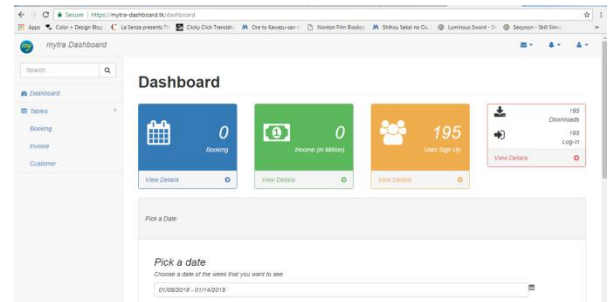 Secure https://mytra-dashboard.tk/dashboard
Apps Color + Design Blog La Senza presents Th Clicky Click Translati Ore to Kawazu-san Norton Film Bookey Shihou Sekai no Ou Luminous Sword - S Seoyoon - Skill Simu
my mytra Dashboard
Search...
Dashboard
Tables
Booking
Invoice
Customer
Dashboard
0
Booking
View Details
0
Income (in Million)
View Details
195
User Sign Up
View Details
195
Downloads
195
Log-in
View Details
Pick a Date
Pick a date
Choose a date of the week that you want to see.
01/08/2018 - 01/14/2018